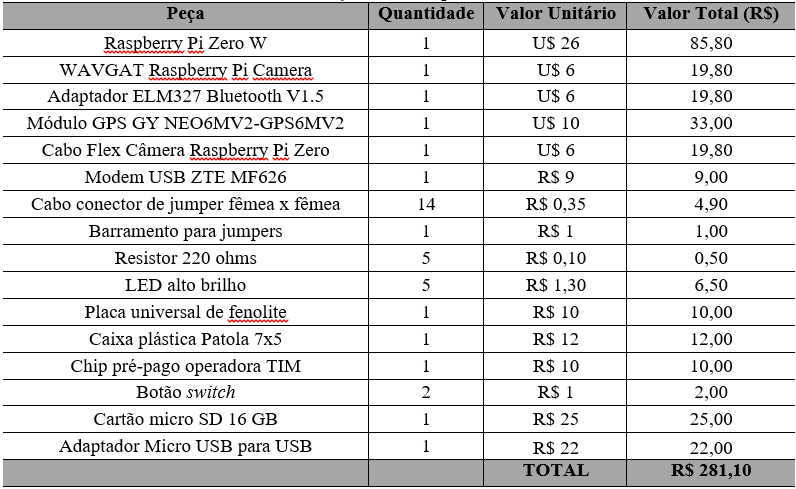 Peça Quantidade Valor Unitário Valor Total (R$)
Raspberry Pi Zero W 1 U$ 26 85,80
WAVGAT Raspberry Pi Camera 1 U$ 6 19,80
Adaptador ELM327 Bluetooth V1.5 1 U$ 6 19,80
Módulo GPS GY NEO6MV2-GPS6MV2 1 U$ 10 33,00
Cabo Flex Câmera Raspberry Pi Zero 1 U$ 6 19,80
Modem USB ZTE MF626 1 R$ 9 9,00
Cabo conector de jumper fêmea x fêmea 14 R$ 0,35 4,90
Barramento para jumpers 1 R$ 1 1,00
Resistor 220 ohms 5 R$ 0,10 0,50
LED alto brilho 5 R$ 1,30 6,50
Placa universal de fenolite 1 R$ 10 10,00
Caixa plástica Patola 7x5 1 R$ 12 12,00
Chip pré-pago operadora TIM 1 R$ 10 10,00
Botão switch 2 R$ 1 2,00
Cartão micro SD 16 GB 1 R$ 25 25,00
Adaptador Micro USB para USB 1 R$ 22 22,00
TOTAL R$ 281,10